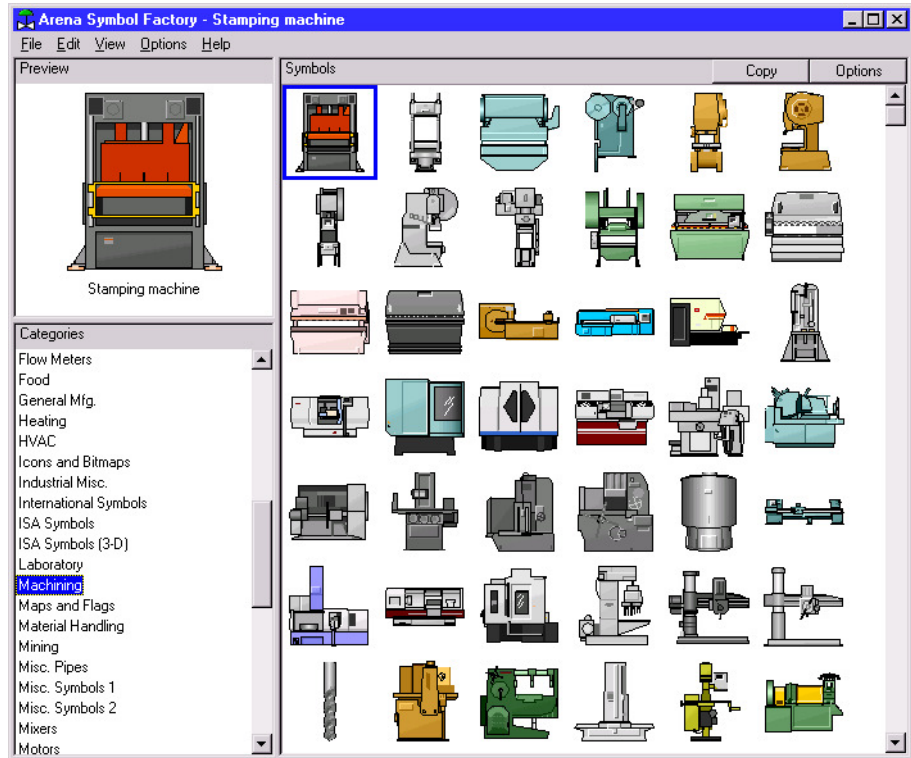 Arena Symbol Factory - Stamping machine
File Edit View Options Help
Preview
Stamping machine
Categories
Flow Meters
Food
General Mfg.
Heating
HVAC
Icons and Bitmaps
Industrial Misc.
International Symbols
ISA Symbols
ISA Symbols (3-D)
Laboratory
Machining
Maps and Flags
Material Handling
Mining
Misc. Pipes
Misc. Symbols 1
Misc. Symbols 2
Mixers
Motors
Symbols
Copy Options